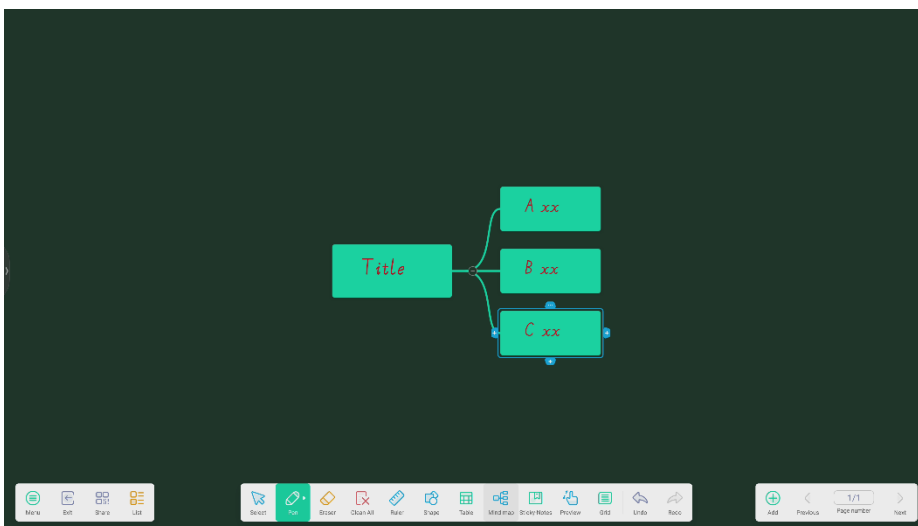 A xx
Title
B xx
C xx
Menu
Exit
Share
List
Select
Pen
Eraser
Clean All
Ruler
Shape
Table
Mind map
Sticky Notes
Preview
Grid
Undo
Redo
Add
Previous
1/1
Page number
Next